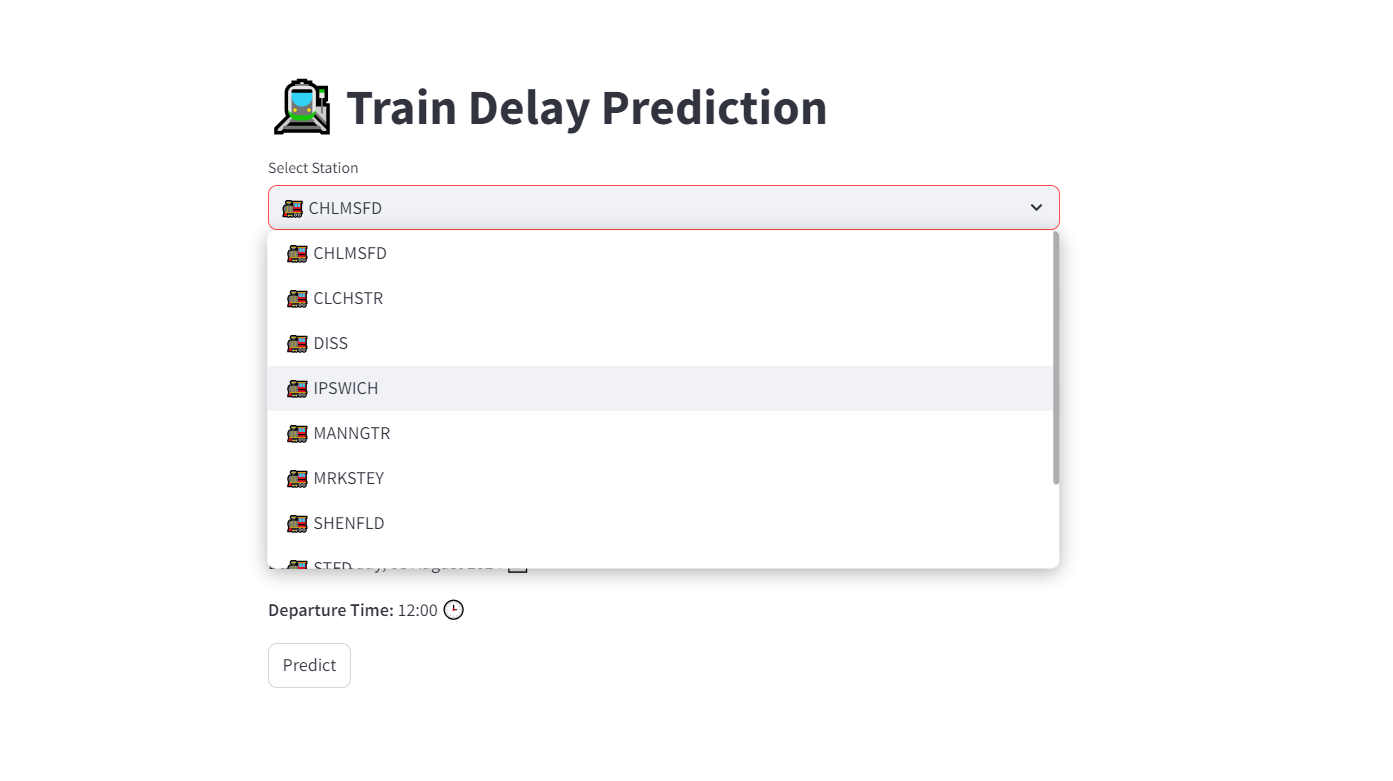 Train Delay Prediction
Select Station
CHLMSFD
CHLMSFD
CLCHSTR
DISS
IPSWICH
MANNGTR
MRKSTEY
SHENFLD
Departure Time: 12:00
Predict